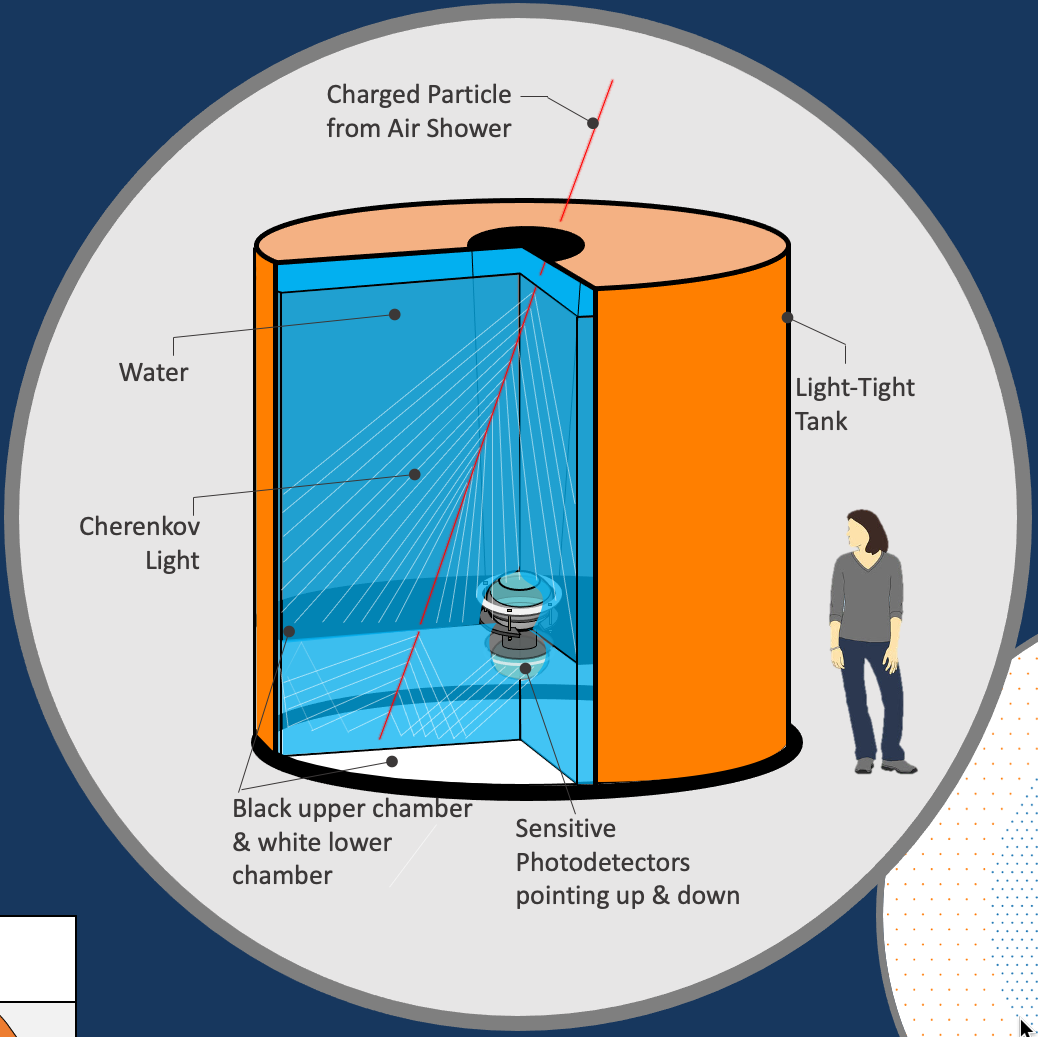 Charged Particle
from Air Shower
Water
Light-Tight
Tank
Cherenkov
Light
Black upper chamber
& white lower
chamber
Sensitive
Photodetectors
pointing up & down